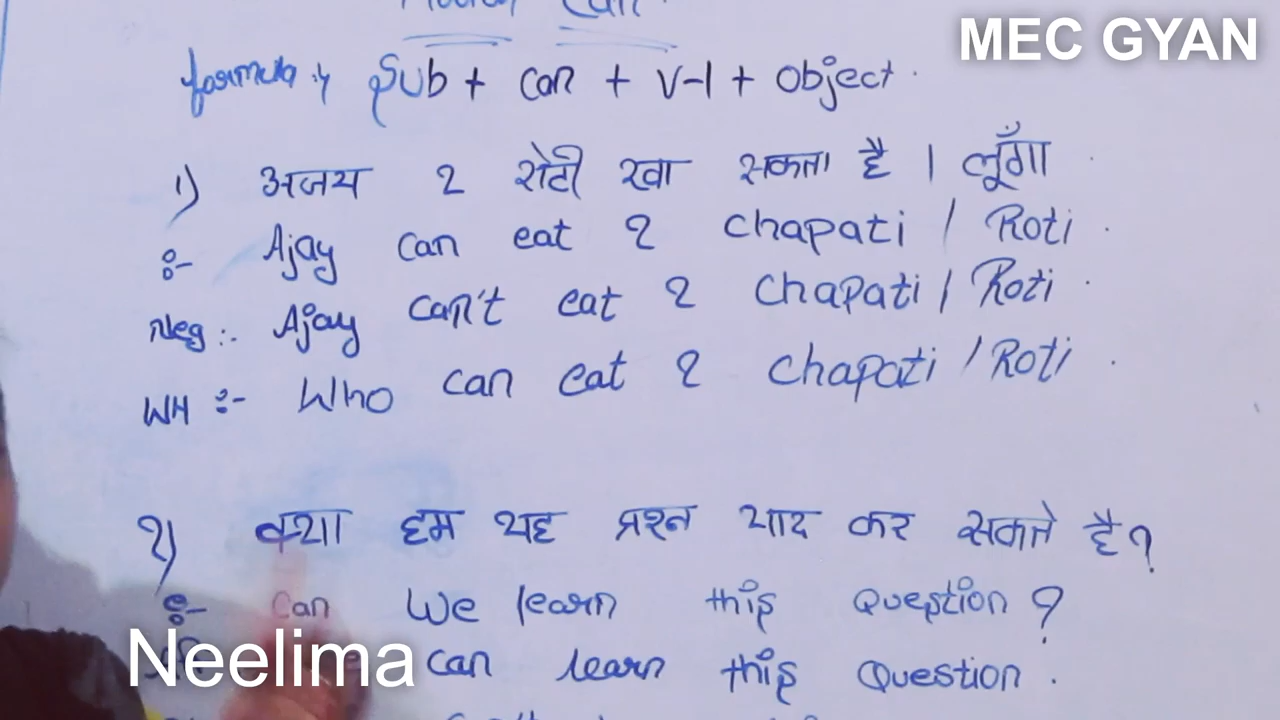 MEC GYAN
Modal Can
formula :- Sub + can + V-1 + object.
1) अजय 2 रोटी खा सकता है । लूँगा
:- Ajay can eat 2 chapati / Roti.
Neg :- Ajay can't eat 2 chapati / Roti.
WH :- Who can eat 2 chapati / Roti.
2) क्या हम यह प्रश्न याद कर सकते है?
:- Can We learn this Question?
can learn this Question.
Neelima